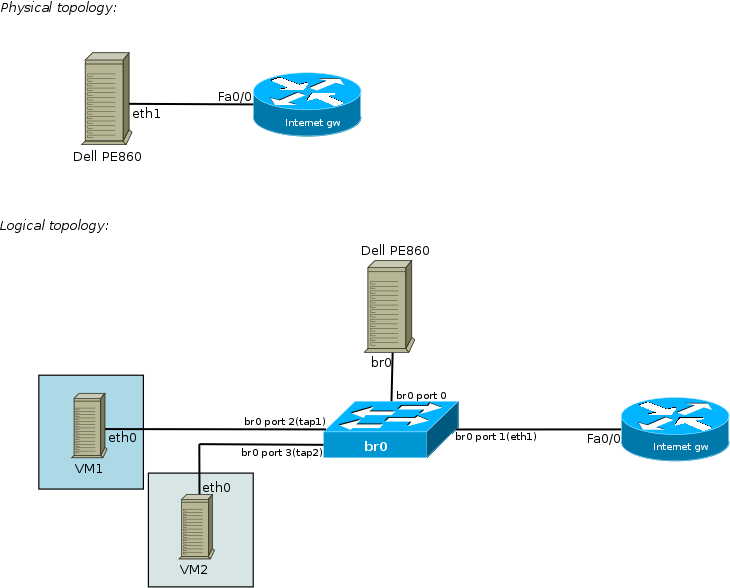 Physical topology:
Fa0/0
eth1
Internet gw
Dell PE860
Logical topology:
Dell PE860
br0
br0 port 0
br0 port 2(tap1)
eth0
br0 port 1(eth1)
Fa0/0
br0
Internet gw
br0 port 3(tap2)
VM1
eth0
VM2